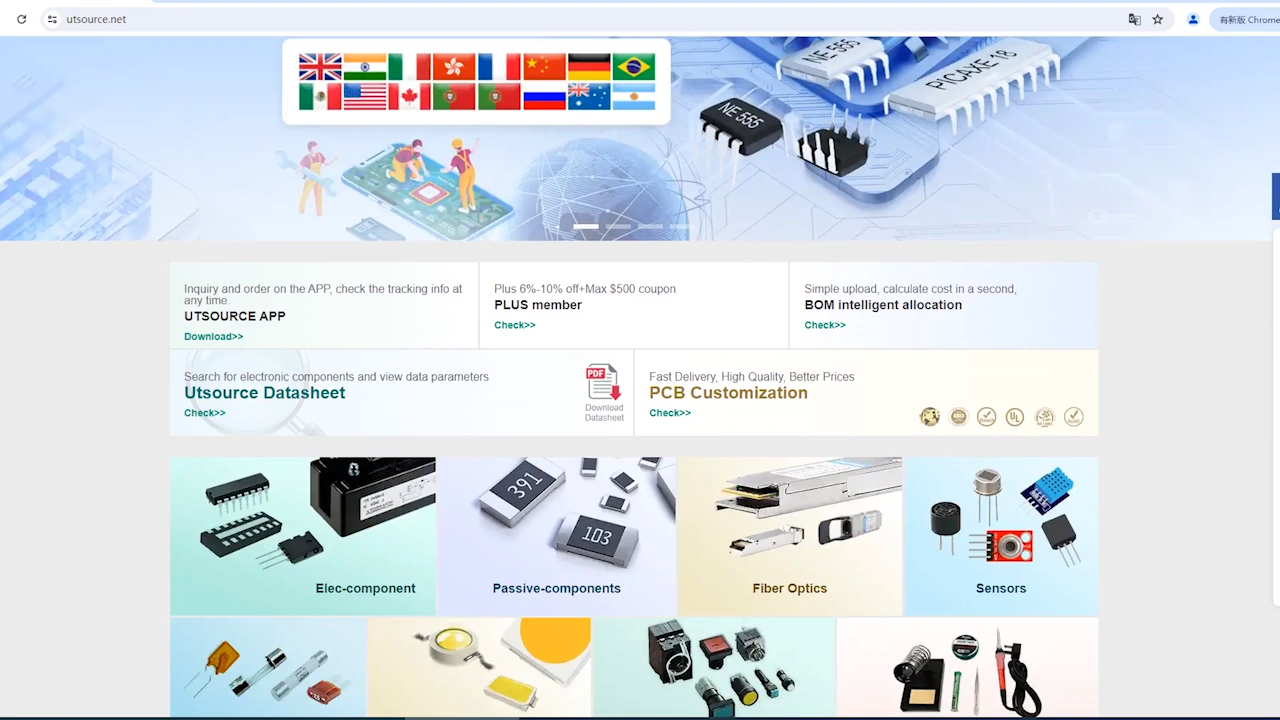 utsource.net
有新版 Chrome
NE 555
PICAXE-18
NE 555
Inquiry and order on the APP, check the tracking info at
any time.
UTSOURCE APP
Download>>
Plus 6%-10% off+Max $500 coupon
PLUS member
Check>>
Simple upload, calculate cost in a second,
BOM intelligent allocation
Check>>
Search for electronic components and view data parameters
Utsource Datasheet
Check>>
PDF
Download
Datasheet
Fast Delivery, High Quality, Better Prices
PCB Customization
Check>>
391
103
Elec-component
Passive-components
Fiber Optics
Sensors